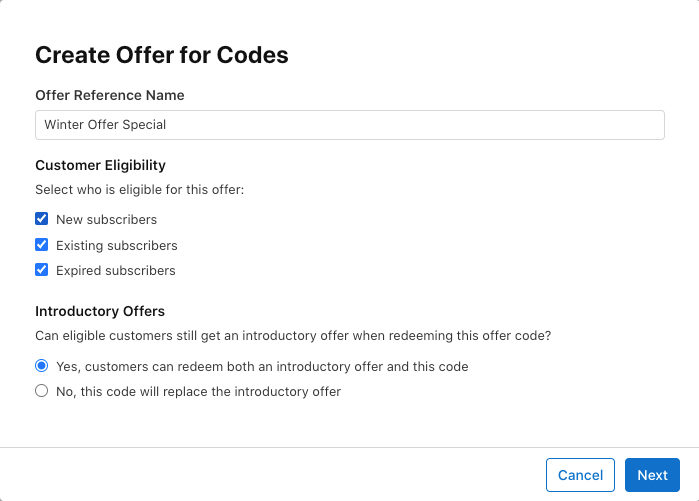 Create Offer for Codes
Offer Reference Name
Winter Offer Special
Customer Eligibility
Select who is eligible for this offer:
New subscribers
Existing subscribers
Expired subscribers
Introductory Offers
Can eligible customers still get an introductory offer when redeeming this offer code?
Yes, customers can redeem both an introductory offer and this code
No, this code will replace the introductory offer
Cancel
Next